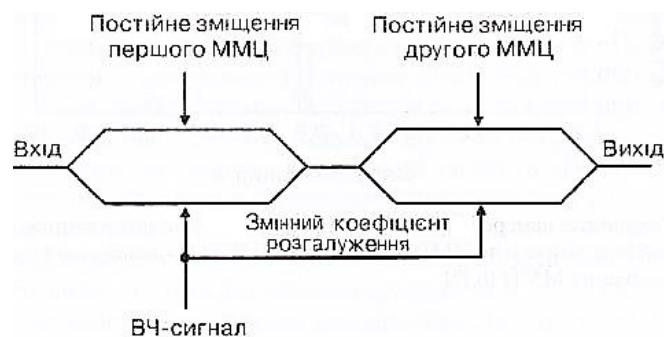 Постійне зміщення
першого ММЦ
Постійне зміщення
другого ММЦ
Вхід
Вихід
Змінний коефіцієнт
розгалуження
ВЧ-сигнал